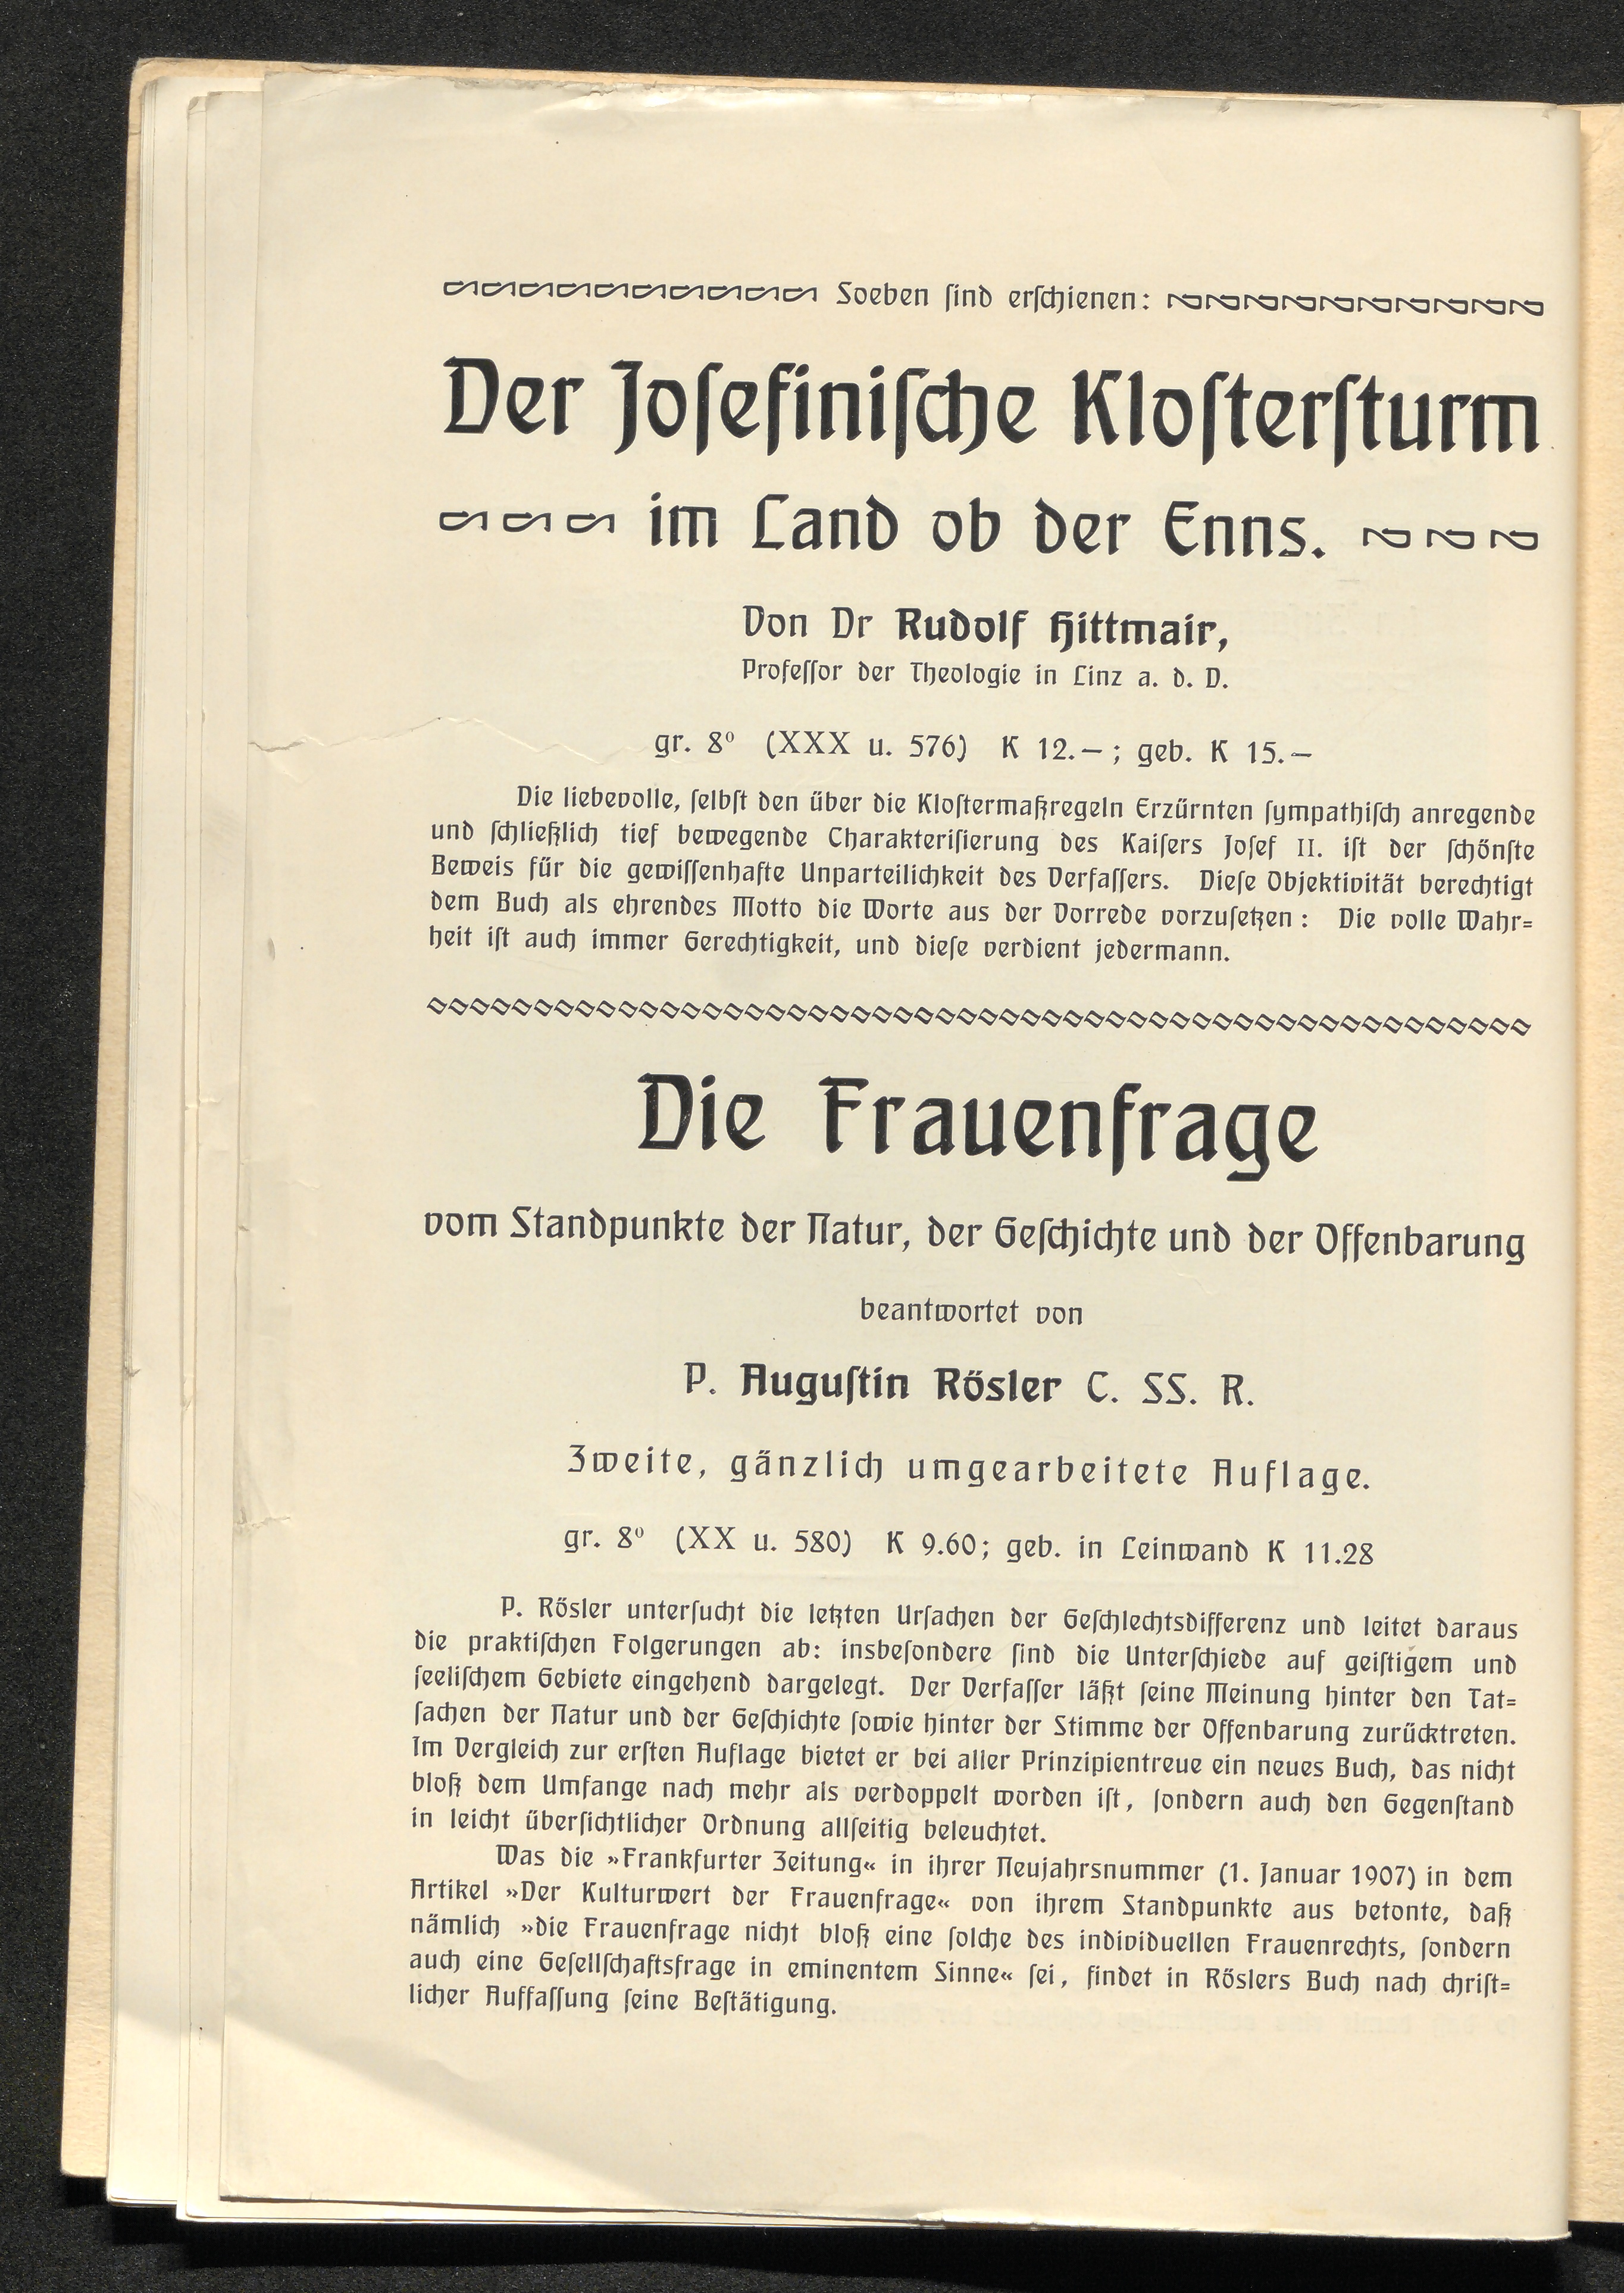 Soeben ſind erſchienen:
Der Joſefiniſche Kloſterſturm
im Land ob der Enns.
Von Dr Rudolf Hittmair,
Profeſſor der Theologie in Linz a. d. D.
gr. 8⁰ (XXX u. 576) K 12.—; geb. K 15.—
Die liebevolle, ſelbſt den über die Kloſtermaßregeln Erzürnten ſympathiſch anregende
und ſchließlich tief bewegende Charakteriſierung des Kaiſers Joſef II. iſt der ſchönſte
Beweis für die gewiſſenhafte Unparteilichkeit des Verfaſſers. Dieſe Objektivität berechtigt
dem Buch als ehrendes Motto die Worte aus der Vorrede vorzuſetzen: Die volle Wahr=
heit iſt auch immer Gerechtigkeit, und dieſe verdient jedermann.
Die Frauenfrage
vom Standpunkte der Natur, der Geſchichte und der Offenbarung
beantwortet von
P. Auguſtin Rösler C. SS. R.
Zweite, gänzlich umgearbeitete Auflage.
gr. 8⁰ (XX u. 580) K 9.60; geb. in Leinwand K 11.28
P. Rösler unterſucht die letzten Urſachen der Geſchlechtsdifferenz und leitet daraus
die praktiſchen Folgerungen ab: insbeſondere ſind die Unterſchiede auf geiſtigem und
ſeeliſchem Gebiete eingehend dargelegt. Der Verfaſſer läßt ſeine Meinung hinter den Tat=
ſachen der Natur und der Geſchichte ſowie hinter der Stimme der Offenbarung zurücktreten.
Im Vergleich zur erſten Auflage bietet er bei aller Prinzipientreue ein neues Buch, das nicht
bloß dem Umfange nach mehr als verdoppelt worden iſt, ſondern auch den Gegenſtand
in leicht überſichtlicher Ordnung allſeitig beleuchtet.
Was die »Frankfurter Zeitung« in ihrer Neujahrsnummer (1. Januar 1907) in dem
Artikel »Der Kulturwert der Frauenfrage« von ihrem Standpunkte aus betonte, daß
nämlich »die Frauenfrage nicht bloß eine ſolche des individuellen Frauenrechts, ſondern
auch eine Geſellſchaftsfrage in eminentem Sinne« ſei, findet in Röslers Buch nach chriſt=
licher Auffaſſung ſeine Beſtätigung.